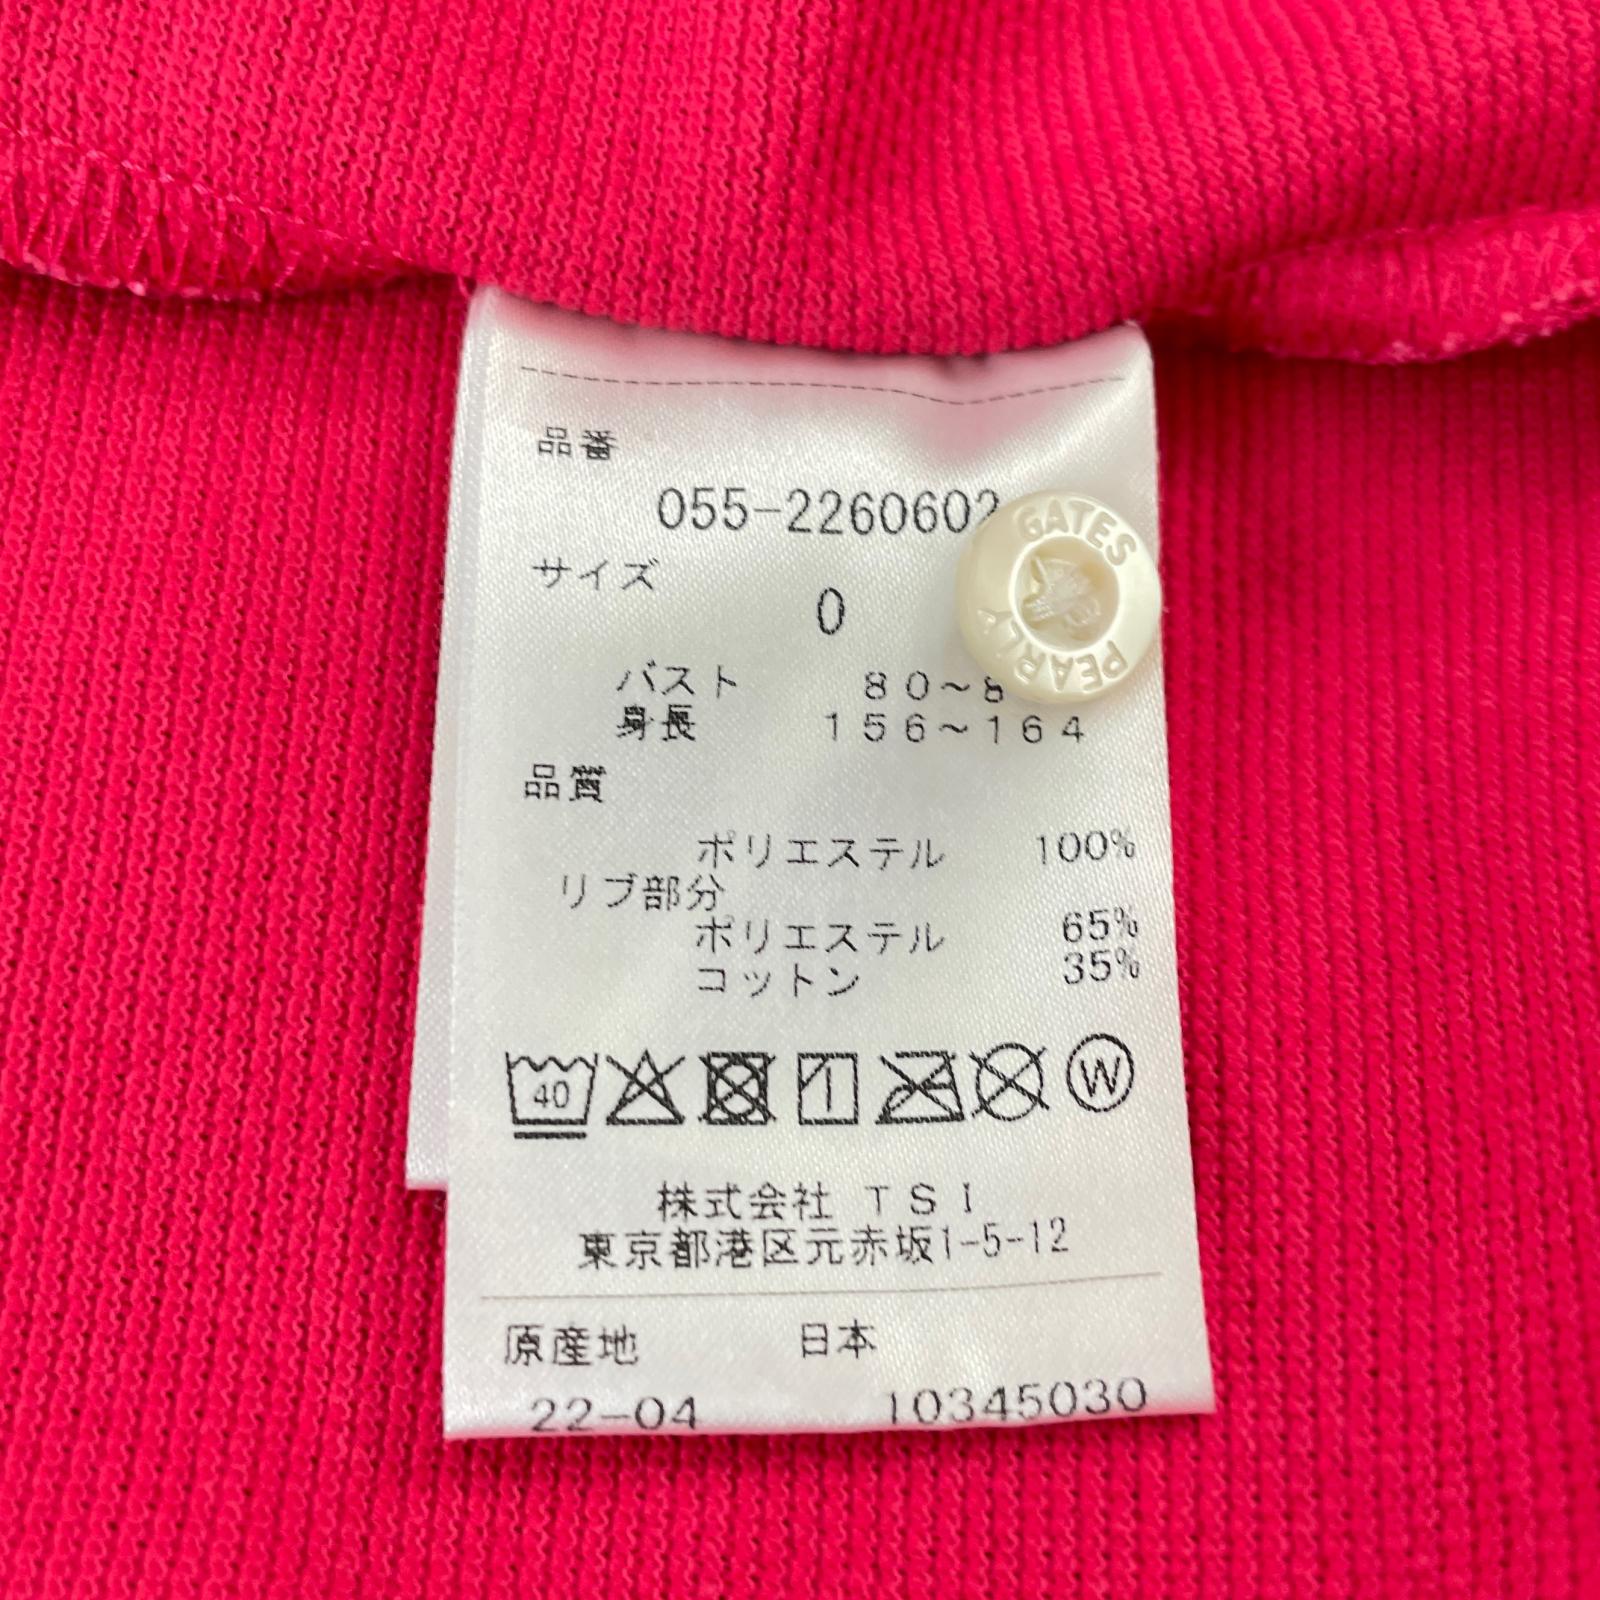 品番
055-2260602
サイズ
0
バスト 80~8
身長 156~164
品質
ポリエステル 100%
リブ部分
ポリエステル 65%
コットン 35%
40 W
株式会社 TSI
東京都港区元赤坂1-5-12
原産地 日本
22-04 10345030
GATES
PEARLY